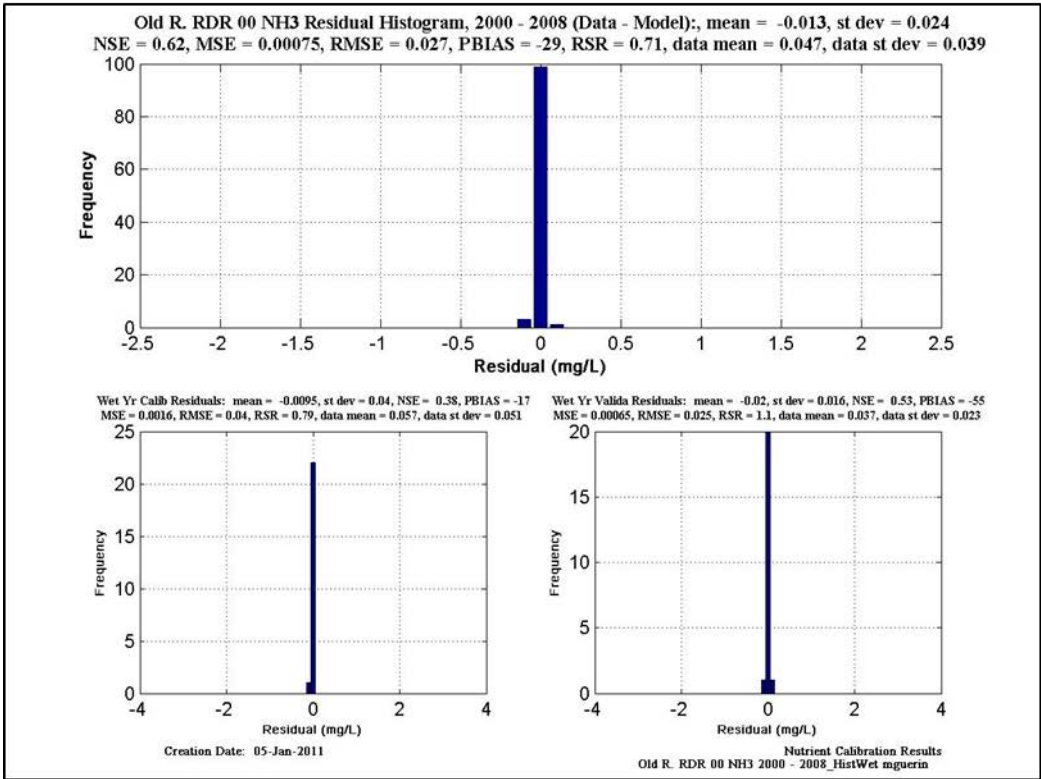 Old R. RDR 00 NH3 Residual Histogram, 2000 - 2008 (Data - Model):, mean = -0.013, st dev = 0.024
NSE = 0.62, MSE = 0.00075, RMSE = 0.027, PBIAS = -29, RSR = 0.71, data mean = 0.047, data st dev = 0.039
100
80
60
40
20
0
Frequency
-2.5 -2 -1.5 -1 -0.5 0 0.5 1 1.5 2 2.5
Residual (mg/L)
Wet Yr Calib Residuals: mean = -0.0095, st dev = 0.04, NSE = 0.38, PBIAS = -17
MSE = 0.0016, RMSE = 0.04, RSR = 0.79, data mean = 0.057, data st dev = 0.051
25
20
15
10
5
0
Frequency
-4 -2 0 2 4
Residual (mg/L)
Creation Date: 05-Jan-2011
Wet Yr Valida Residuals: mean = -0.02, st dev = 0.016, NSE = 0.53, PBIAS = -55
MSE = 0.00065, RMSE = 0.025, RSR = 1.1, data mean = 0.037, data st dev = 0.023
20
15
10
5
0
Frequency
-4 -2 0 2 4
Residual (mg/L)
Nutrient Calibration Results
Old R. RDR 00 NH3 2000 - 2008_HistWet mguerin